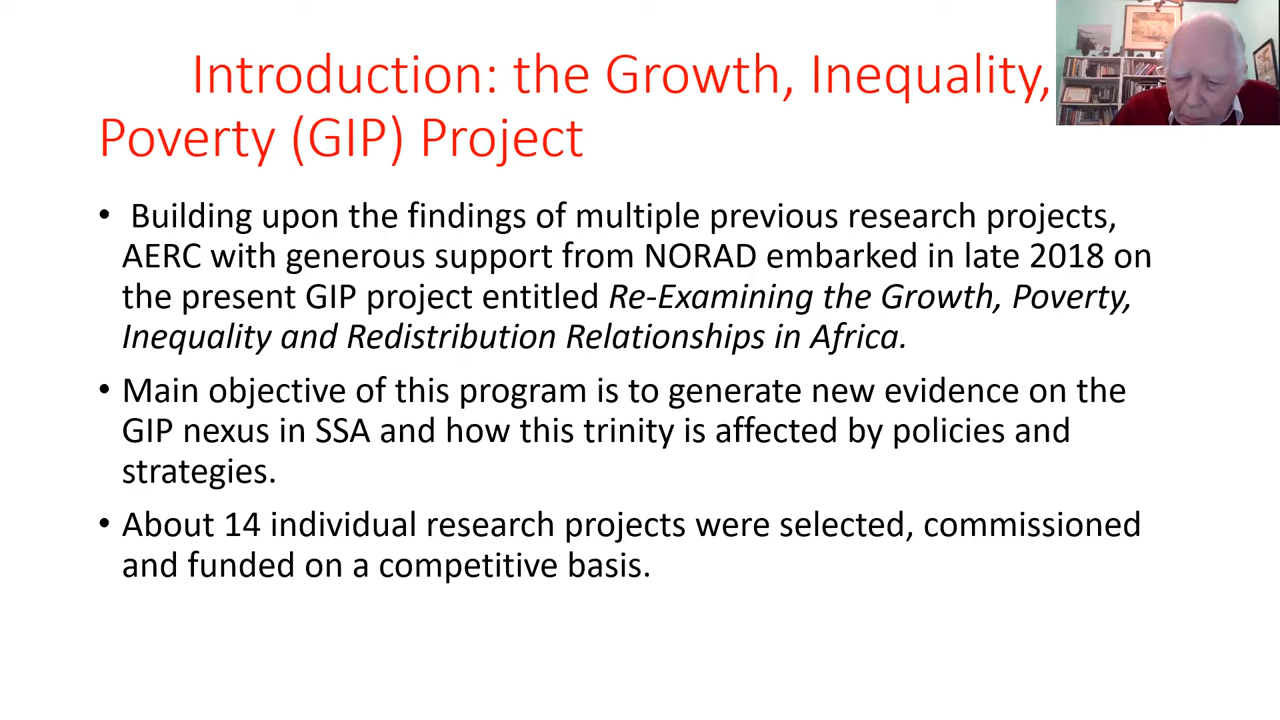 Introduction: the Growth, Inequality,
Poverty (GIP) Project
• Building upon the findings of multiple previous research projects,
AERC with generous support from NORAD embarked in late 2018 on
the present GIP project entitled Re-Examining the Growth, Poverty,
Inequality and Redistribution Relationships in Africa.
• Main objective of this program is to generate new evidence on the
GIP nexus in SSA and how this trinity is affected by policies and
strategies.
• About 14 individual research projects were selected, commissioned
and funded on a competitive basis.